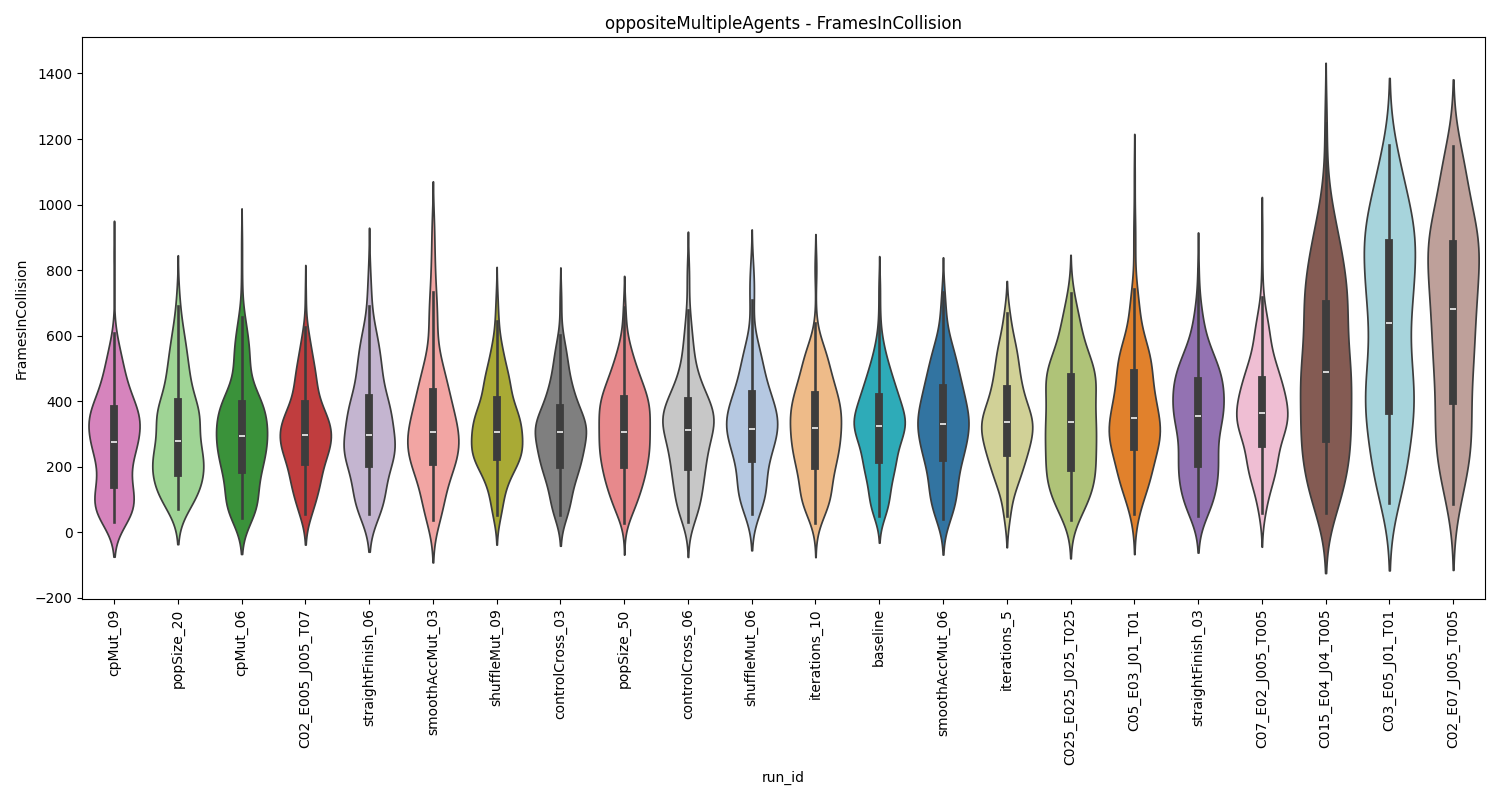 oppositeMultipleAgents - FramesInCollision
FramesInCollision
1400
1200
1000
800
600
400
200
0
−200
cpMut_09
popSize_20
cpMut_06
C02_E005_J005_T07
straightFinish_06
smoothAccMut_03
shuffleMut_09
controlCross_03
popSize_50
controlCross_06
shuffleMut_06
iterations_10
baseline
smoothAccMut_06
iterations_5
C025_E025_J025_T025
C05_E03_J01_T01
straightFinish_03
C07_E02_J005_T005
C015_E04_J04_T005
C03_E05_J01_T01
C02_E07_J005_T005
run_id